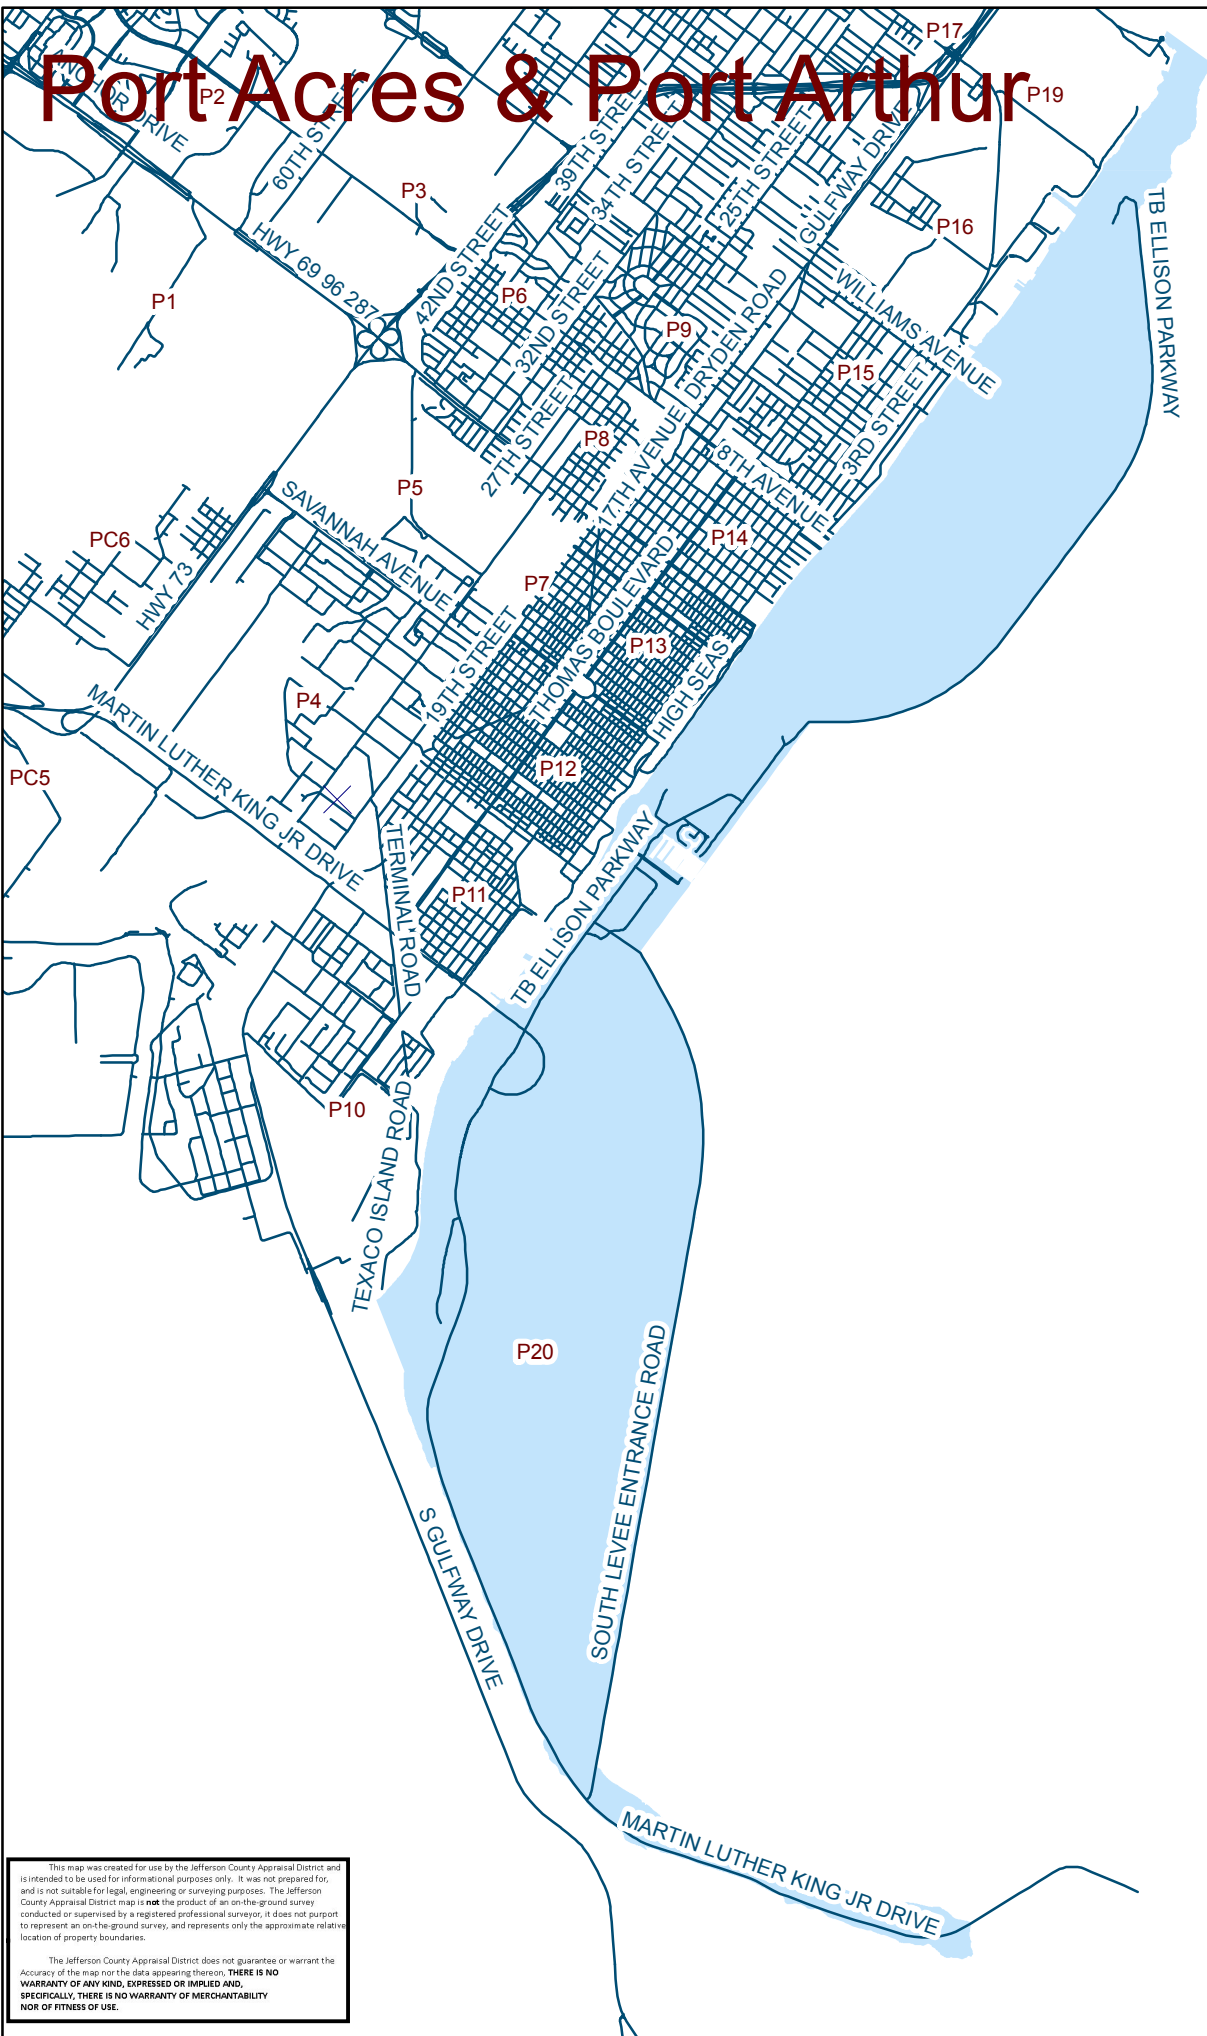 Port Acres & Port Arthur
P17
P2
P19
ANCHOR DRIVE
60TH STREET
39TH STREET
34TH STREET
25TH STREET
GULFWAY DRIVE
TB ELLISON PARKWAY
P3
P16
HWY 69 96 287
42ND STREET
P1
P6
32ND STREET
P9
DRYDEN ROAD
WILLIAMS AVENUE
P15
3RD STREET
27TH STREET
P8
17TH AVENUE
8TH AVENUE
P5
SAVANNAH AVENUE
PC6
HWY 73
P14
P7
THOMAS BOULEVARD
P13
19TH STREET
HIGH SEAS
P4
MARTIN LUTHER KING JR DRIVE
P12
PC5
TERMINAL ROAD
P11
TB ELLISON PARKWAY
P10
TEXACO ISLAND ROAD
P20
SOUTH LEVEE ENTRANCE ROAD
S GULFWAY DRIVE
MARTIN LUTHER KING JR DRIVE
This map was created for use by the Jefferson County Appraisal District and
is intended to be used for informational purposes only. It was not prepared for,
and is not suitable for legal, engineering or surveying purposes. The Jefferson
County Appraisal District map is not the product of an on-the-ground survey
conducted or supervised by a registered professional surveyor, it does not purport
to represent an on-the-ground survey, and represents only the approximate relative
location of property boundaries.
The Jefferson County Appraisal District does not guarantee or warrant the
Accuracy of the map nor the data appearing thereon, THERE IS NO
WARRANTY OF ANY KIND, EXPRESSED OR IMPLIED AND,
SPECIFICALLY, THERE IS NO WARRANTY OF MERCHANTABILITY
NOR OF FITNESS OF USE.